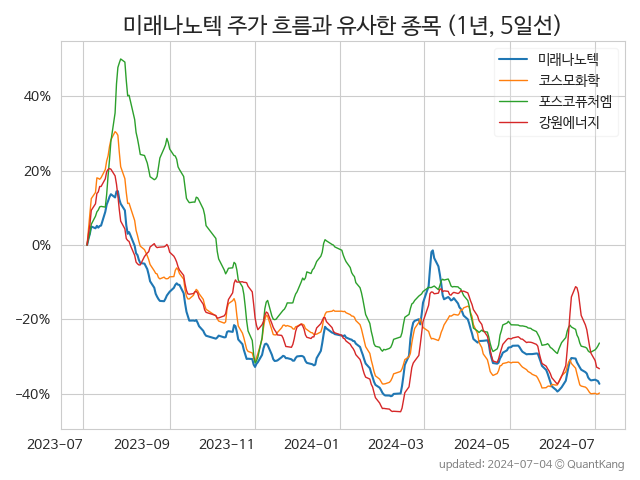 미래나노텍 주가 흐름과 유사한 종목 (1년, 5일선)
미래나노텍
코스모화학
포스코퓨처엠
강원에너지
40%
20%
0%
−20%
−40%
2023-07
2023-09
2023-11
2024-01
2024-03
2024-05
2024-07
updated: 2024-07-04 © QuantKang